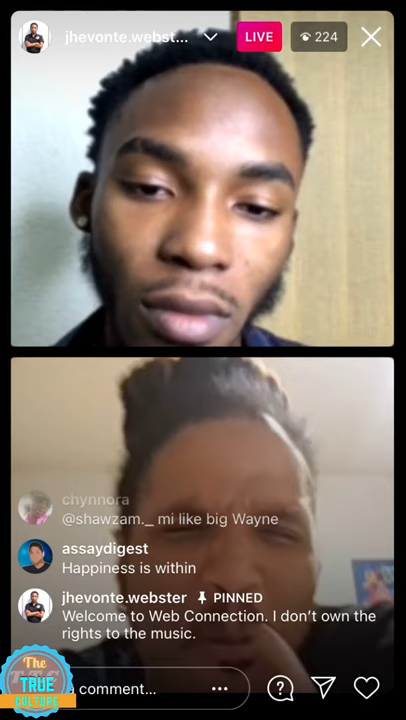 jhevonte.webst...
LIVE
224
chynnora
@shawzam._ mi like big Wayne
assaydigest
Happiness is within
jhevonte.webster PINNED
Welcome to Web Connection. I don't own the
rights to the music.
The
TRUE
CULTURE
comment...